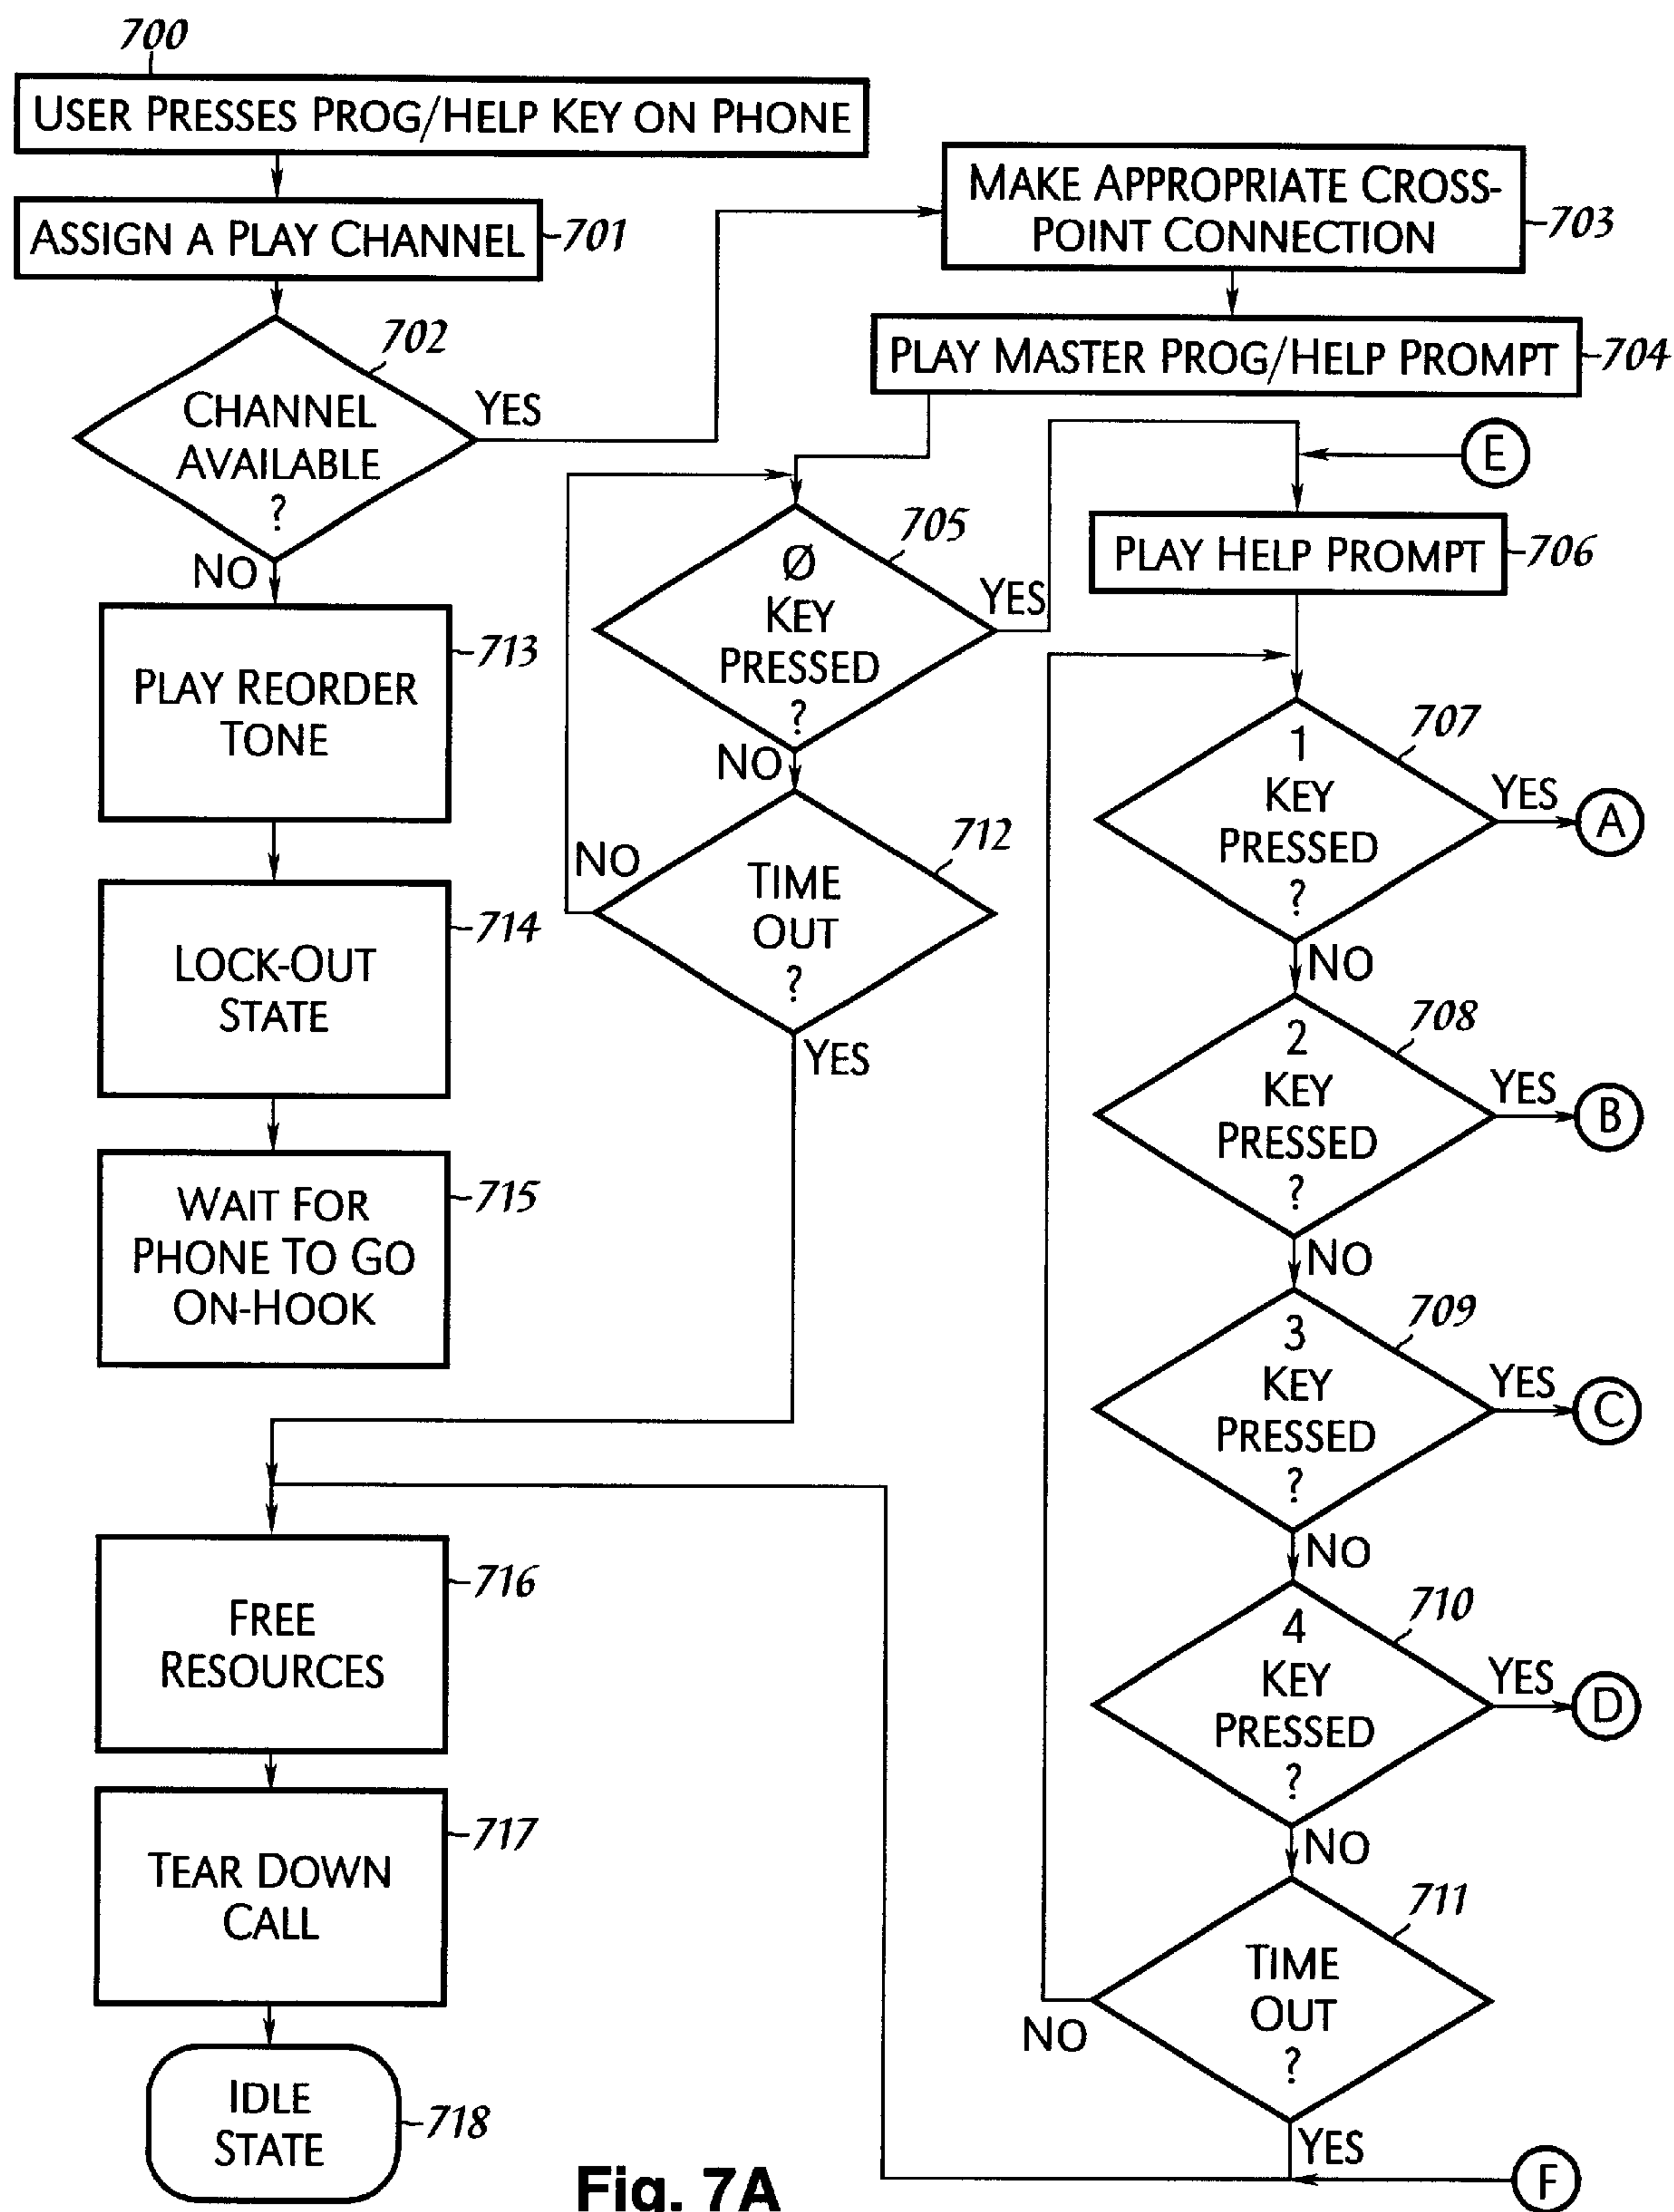 700
USER PRESSES PROG/HELP KEY ON PHONE
ASSIGN A PLAY CHANNEL
701
702
CHANNEL
AVAILABLE
?
YES
NO
MAKE APPROPRIATE CROSS-
POINT CONNECTION
703
PLAY MASTER PROG/HELP PROMPT
704
E
705
Ø
KEY
PRESSED
?
YES
NO
PLAY HELP PROMPT
706
713
PLAY REORDER
TONE
714
LOCK-OUT
STATE
715
WAIT FOR
PHONE TO GO
ON-HOOK
712
NO
TIME
OUT
?
YES
707
1
KEY
PRESSED
?
YES
A
NO
708
2
KEY
PRESSED
?
YES
B
NO
709
3
KEY
PRESSED
?
YES
C
NO
710
4
KEY
PRESSED
?
YES
D
NO
711
TIME
OUT
?
NO
YES
F
716
FREE
RESOURCES
717
TEAR DOWN
CALL
IDLE
STATE
718
Fig. 7A